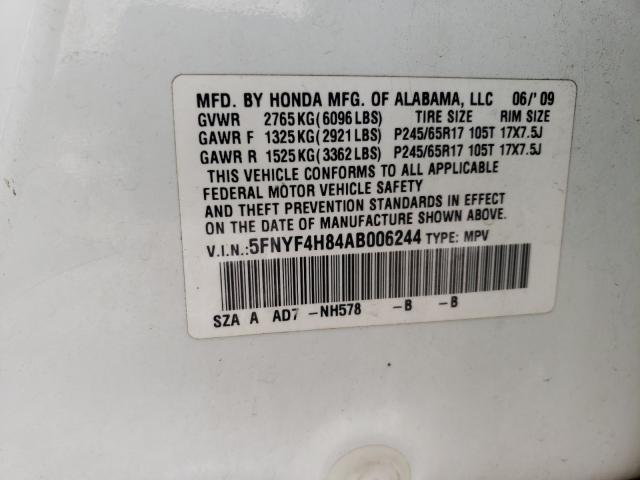 MFD. BY HONDA MFG. OF ALABAMA, LLC 06/'09
GVWR 2765KG(6096LBS) TIRE SIZE RIM SIZE
GAWR F 1325KG(2921LBS) P245/65R17 105T 17X7.5J
GAWR R 1525KG(3362LBS) P245/65R17 105T 17X7.5J
THIS VEHICLE CONFORMS TO ALL APPLICABLE
FEDERAL MOTOR VEHICLE SAFETY
AND THEFT PREVENTION STANDARDS IN EFFECT
ON THE DATE OF MANUFACTURE SHOWN ABOVE.
V.I.N.:5FNYF4H84AB006244 TYPE: MPV
SZA A AD7 -NH578 -B -B